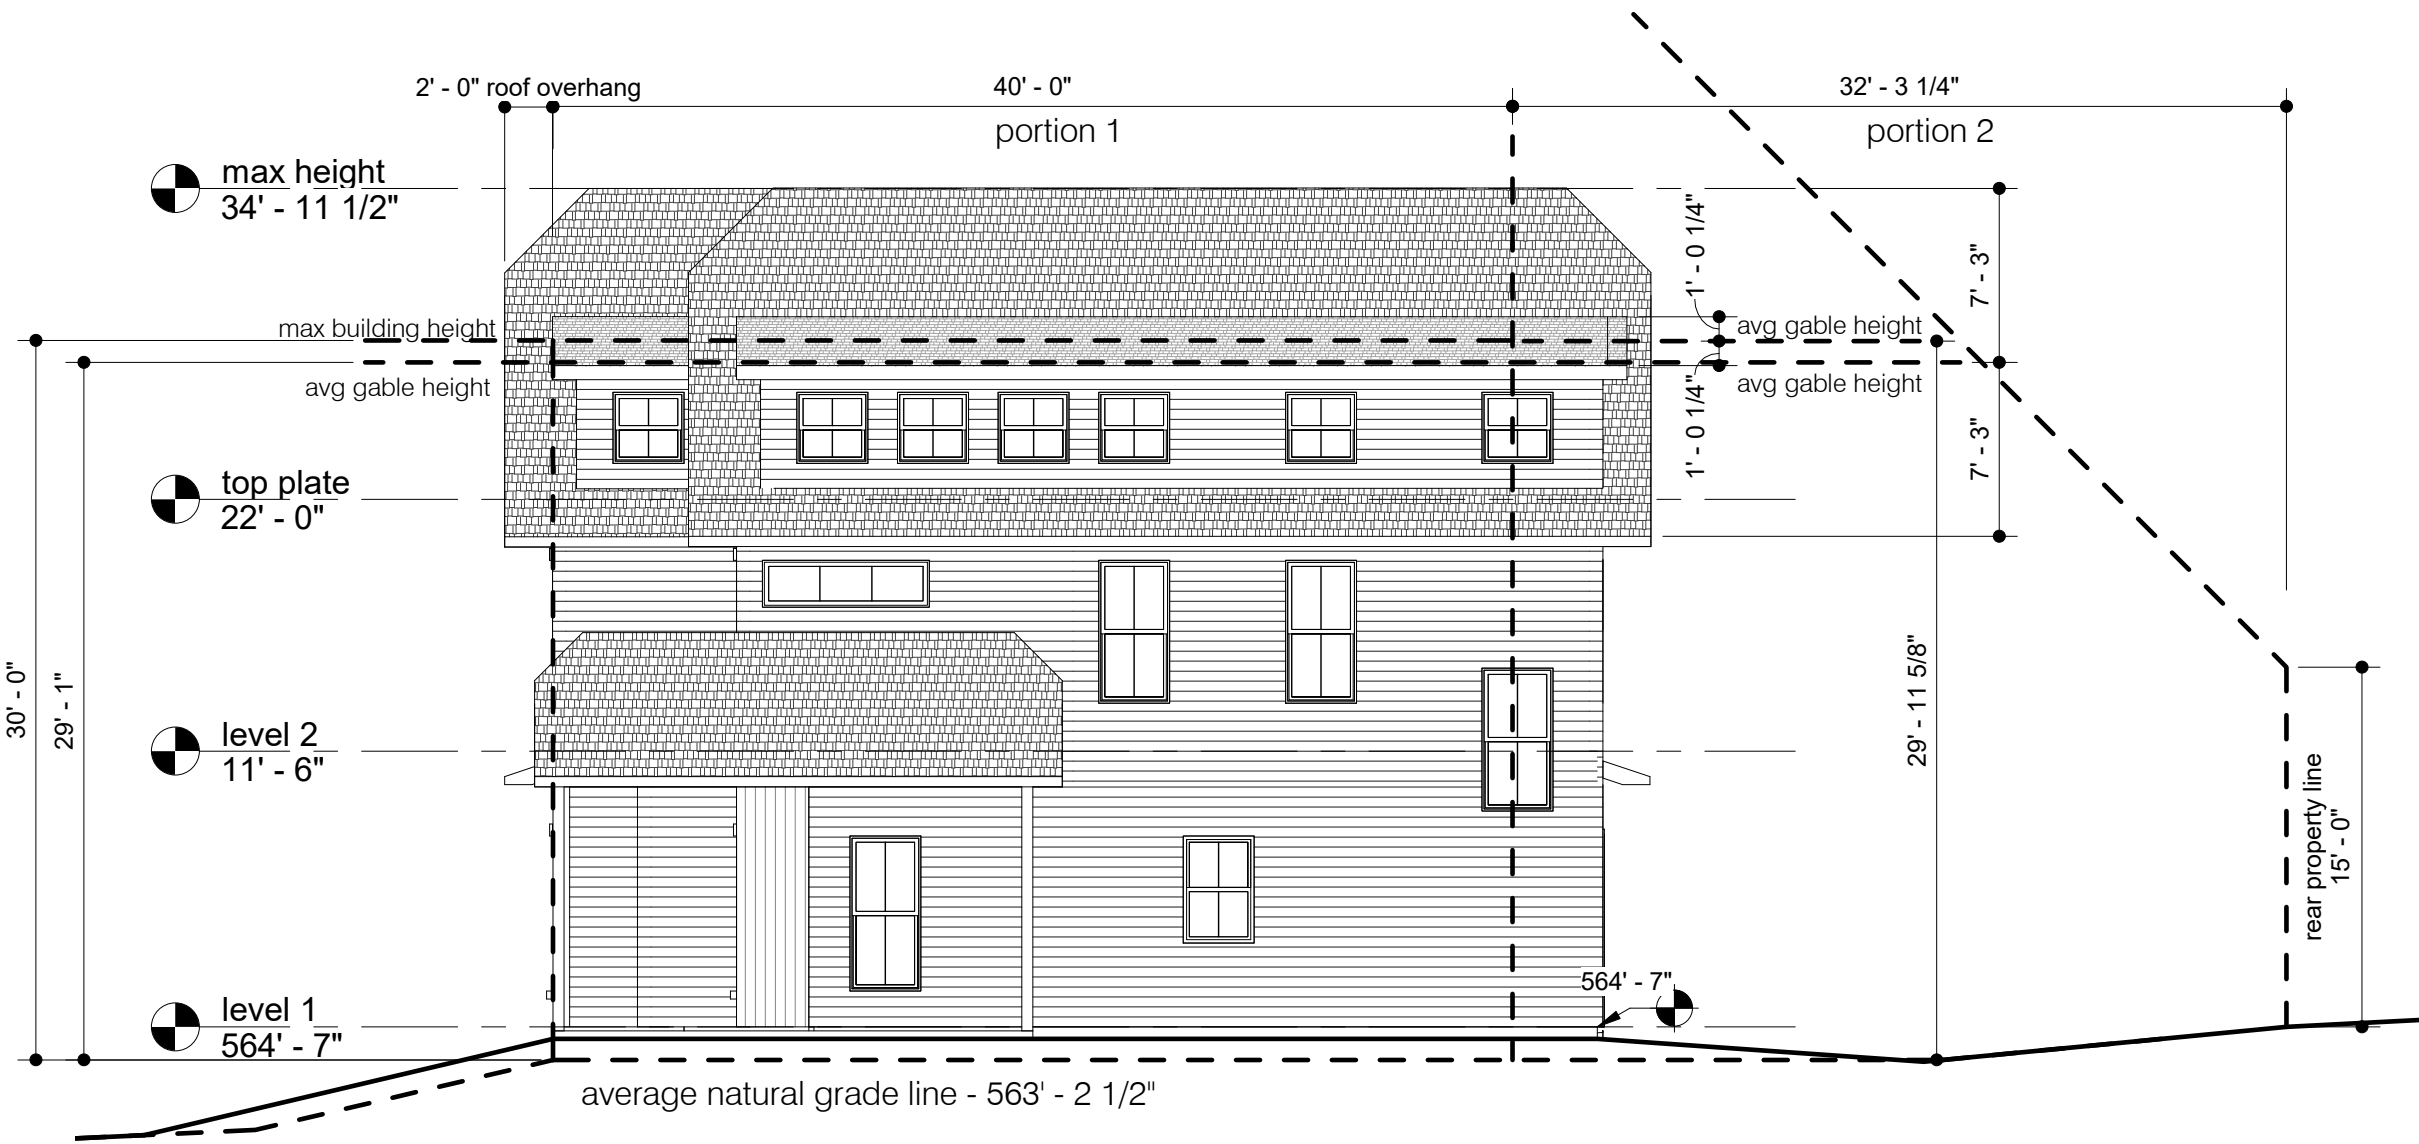 2' - 0" roof overhang
40' - 0"
32' - 3 1/4"
portion 1
portion 2
max height
34' - 11 1/2"
1' - 0 1/4"
7' - 3"
max building height
avg gable height
avg gable height
avg gable height
1' - 0 1/4"
7' - 3"
top plate
22' - 0"
30' - 0"
29' - 1"
29' - 11 5/8"
level 2
11' - 6"
rear property line
15' - 0"
564' - 7"
level 1
564' - 7"
average natural grade line - 563' - 2 1/2"